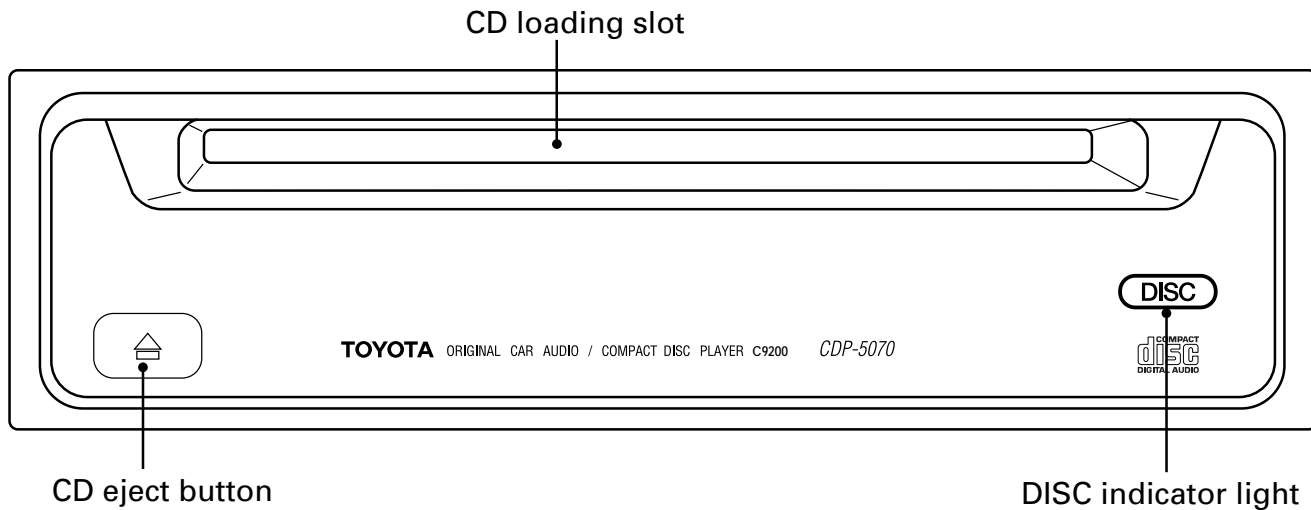 CD loading slot
DISC
TOYOTA ORIGINAL CAR AUDIO / COMPACT DISC PLAYER C9200 CDP-5070
COMPACT
disc
DIGITAL AUDIO
CD eject button
DISC indicator light